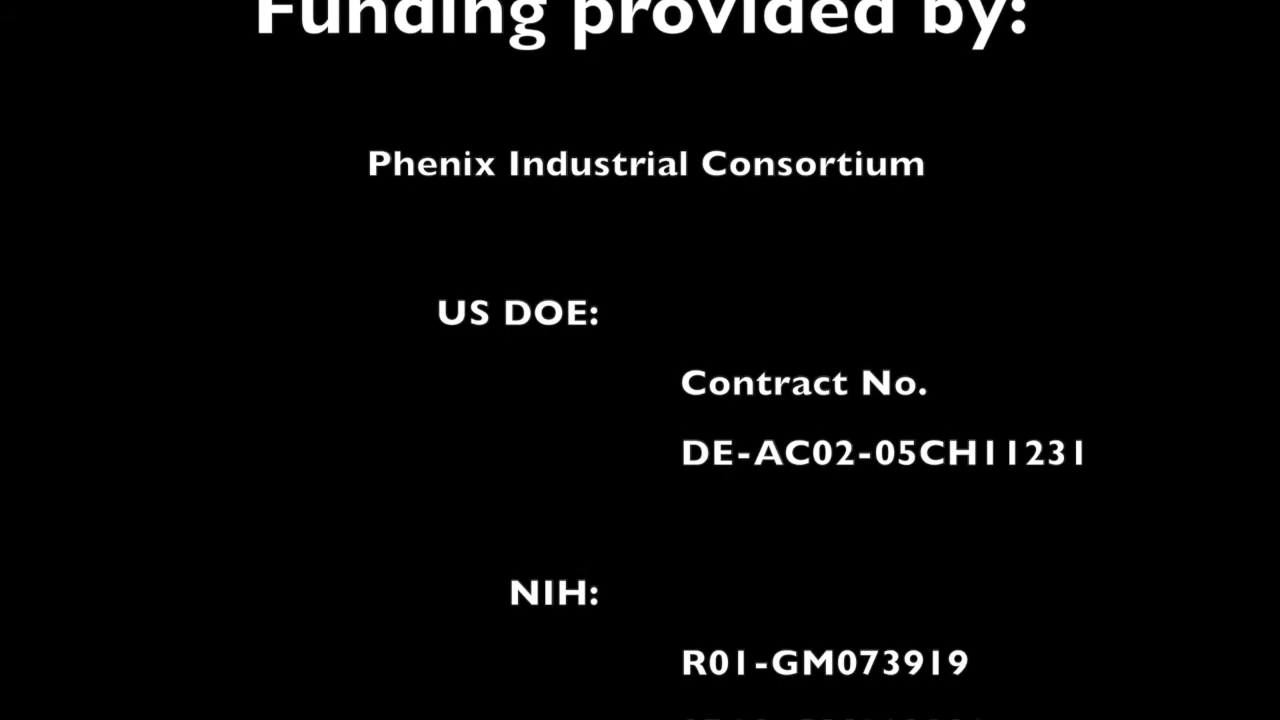 Funding provided by:
Phenix Industrial Consortium
US DOE:
Contract No.
DE-AC02-05CH11231
NIH:
R01-GM073919